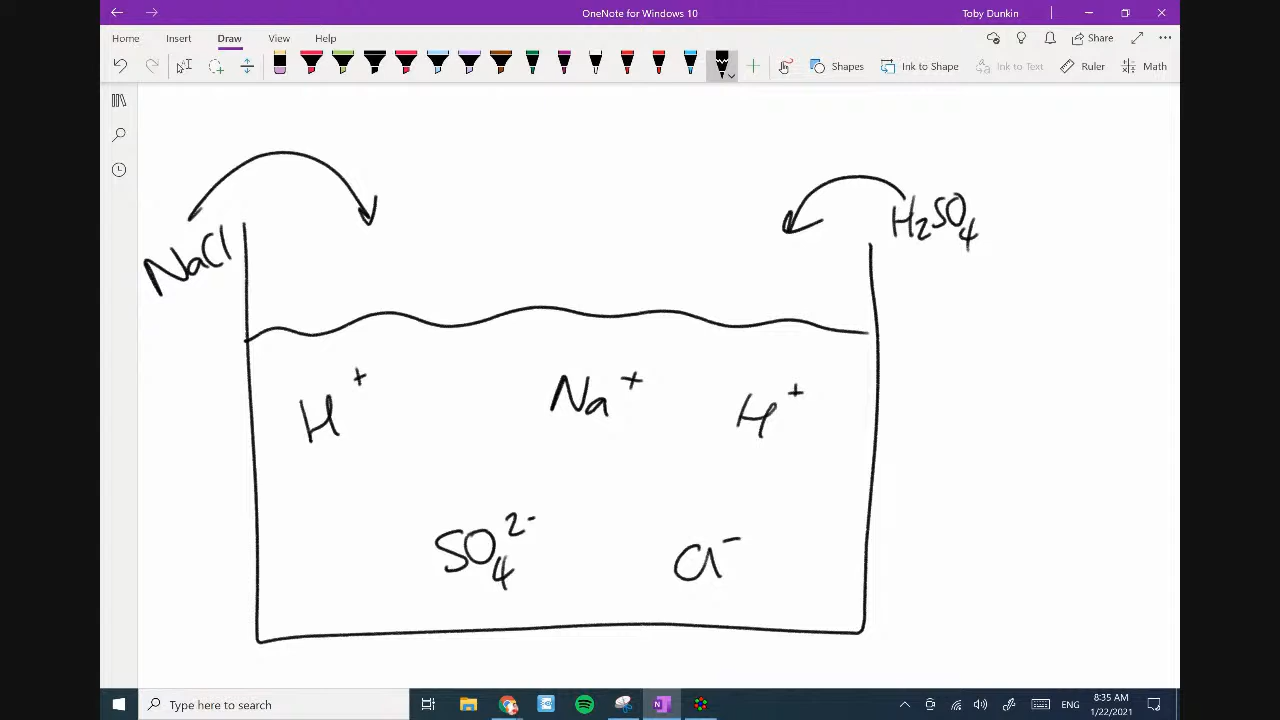 OneNote for Windows 10
Toby Dunkin
Home Insert Draw View Help
Share
Shapes
Ink to Shape
Ink to Text
Ruler
Math
NaCl
H₂SO₄
H⁺ Na⁺ H⁺
SO₄²⁻ Cl⁻
Type here to search
ENG
8:35 AM
1/22/2021